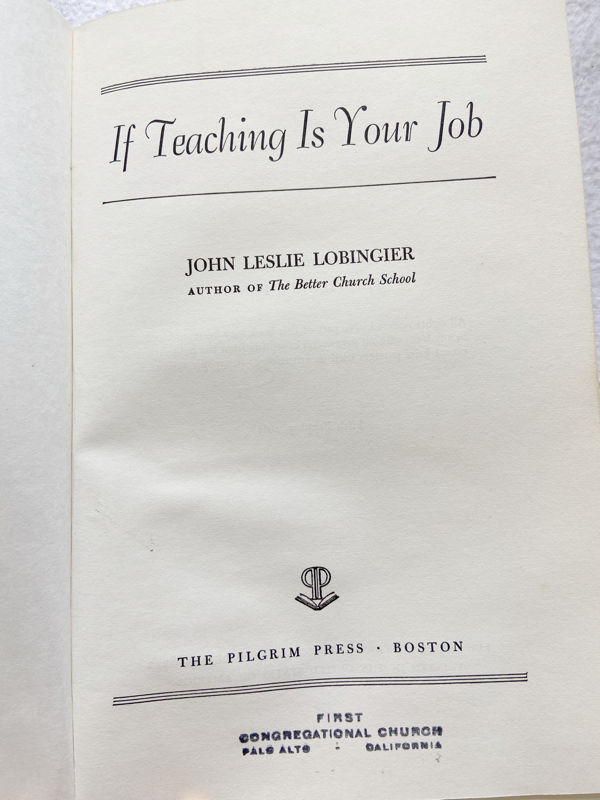 If Teaching Is Your Job
JOHN LESLIE LOBINGIER
AUTHOR OF The Better Church School
THE PILGRIM PRESS · BOSTON
FIRST
CONGREGATIONAL CHURCH
PALO ALTO - CALIFORNIA